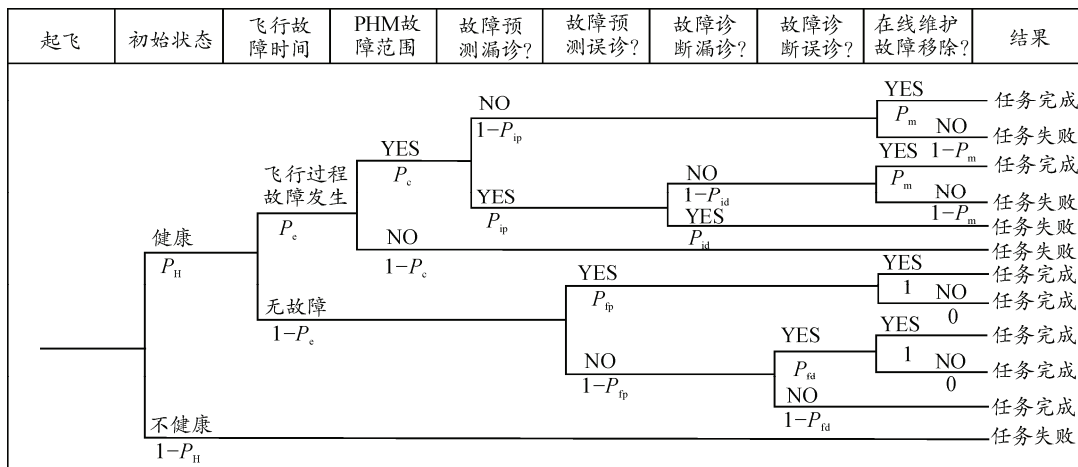 起飞
初始状态
飞行故
障时间
PHM故
障范围
故障预
测漏诊?
故障预
测误诊?
故障诊
断漏诊?
故障诊
断误诊?
在线维护
故障移除?
结果
YES
任务完成
NO
P_m
1-P_ip
NO
任务失败
1-P_m
YES
YES
任务完成
P_c
飞行过程
故障发生
NO
P_m
YES
1-P_id
NO
任务失败
P_ip
YES
1-P_m
任务失败
P_e
P_id
健康
NO
任务失败
P_H
1-P_c
YES
YES
任务完成
P_fp
1
NO
任务完成
无故障
0
1-P_e
YES
YES
任务完成
NO
P_fd
1
NO
任务完成
1-P_fp
0
NO
任务完成
1-P_fd
不健康
任务失败
1-P_H